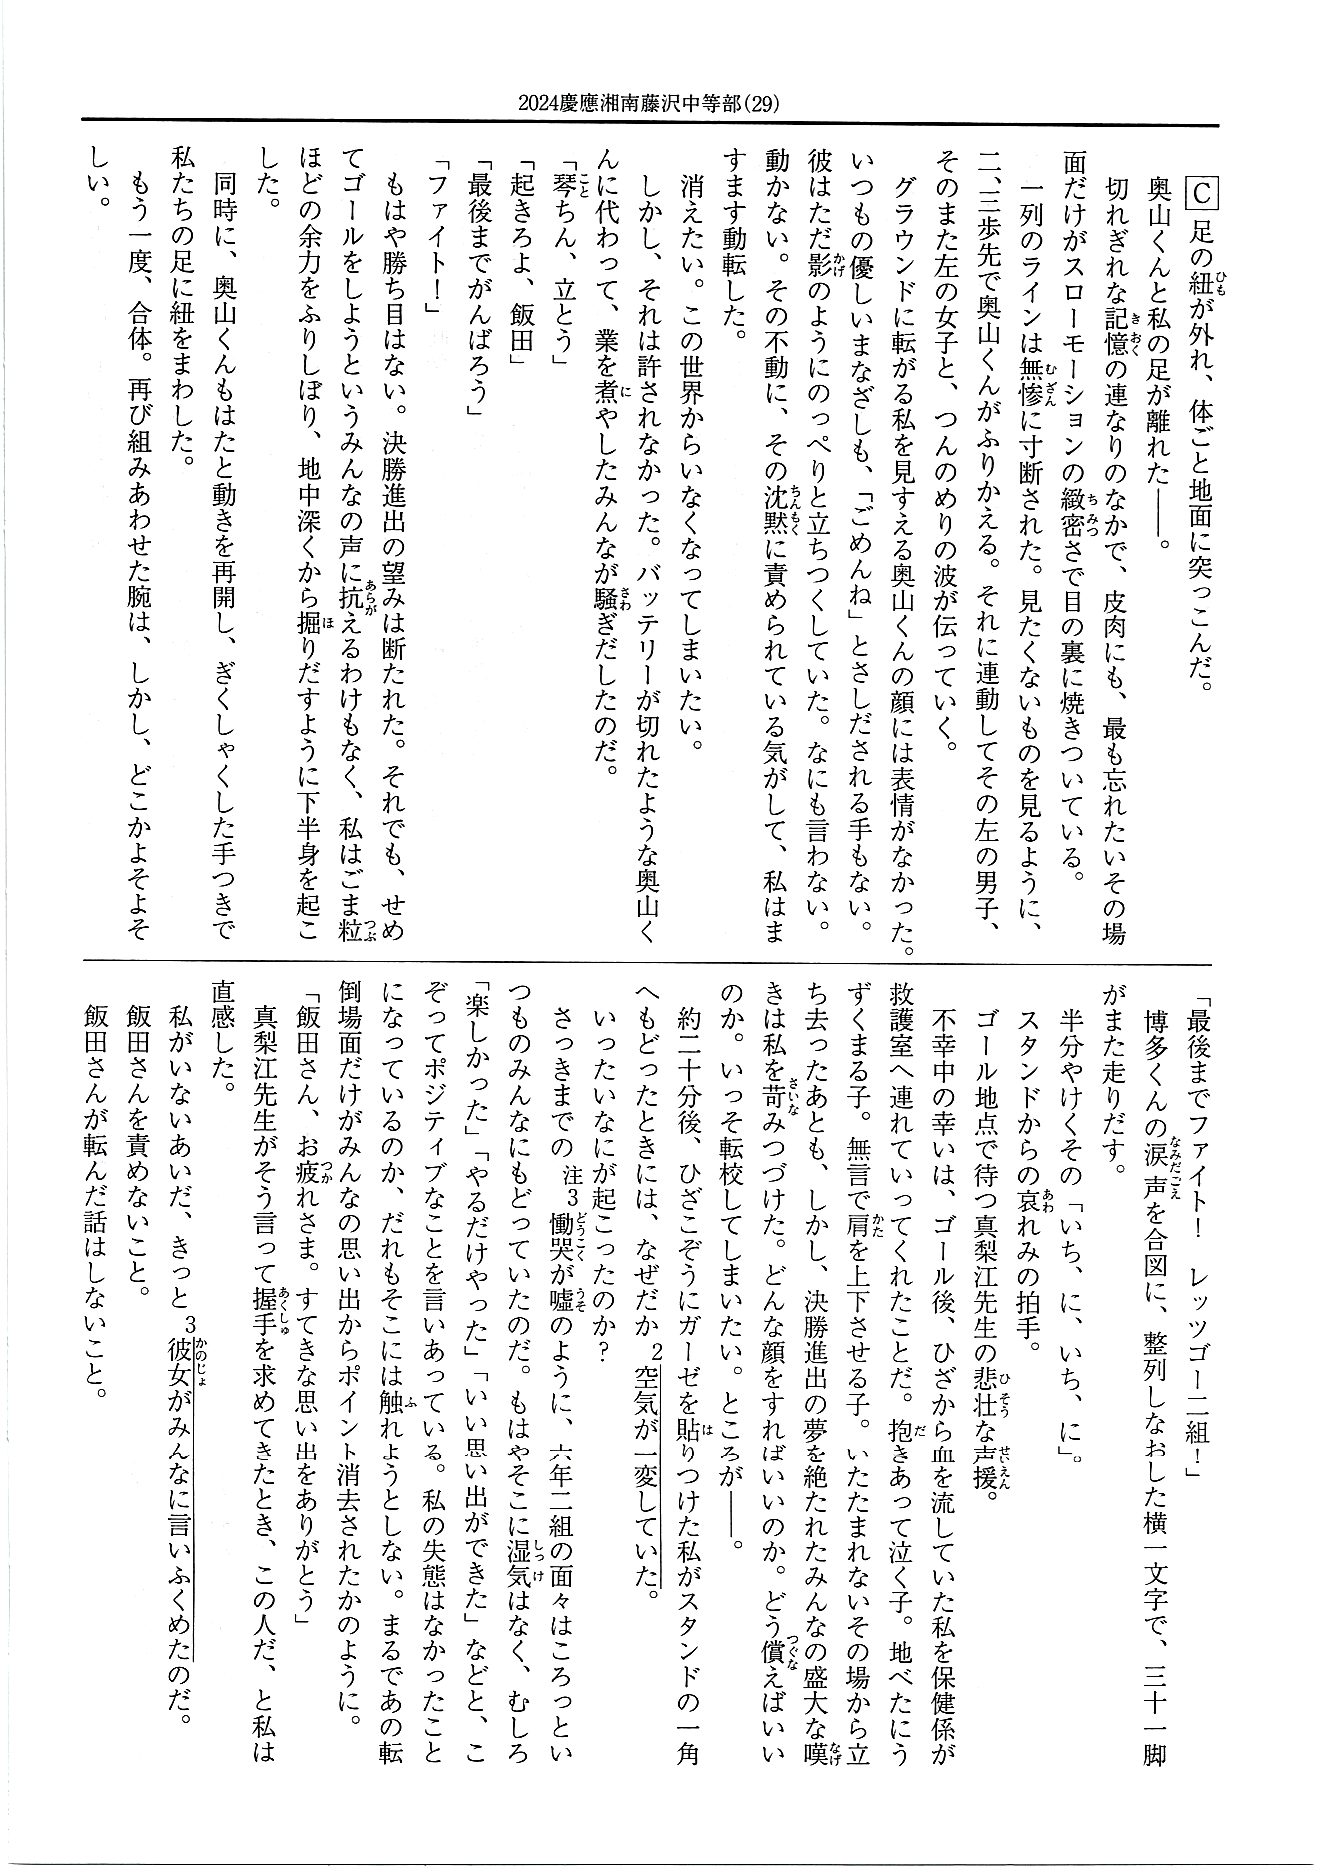 2024慶應湘南藤沢中等部(29)
C 足の紐が外れ、体ごと地面に突っこんだ。
奥山くんと私の足が離れた――。
切れぎれな記憶の連なりのなかで、皮肉にも、最も忘れたいその場
面だけがスローモーションの緻密さで目の裏に焼きついている。
一列のラインは無惨に寸断された。見たくないものを見るように、
二、三歩先で奥山くんがふりかえる。それに連動してその左の男子、
そのまた左の女子と、つんのめりの波が伝っていく。
グラウンドに転がる私を見すえる奥山くんの顔には表情がなかった。
いつもの優しいまなざしも、「ごめんね」とさしだされる手もない。
彼はただ影のようにのっぺりと立ちつくしていた。なにも言わない。
動かない。その不動に、その沈黙に責められている気がして、私はま
すます動転した。
消えたい。この世界からいなくなってしまいたい。
しかし、それは許されなかった。バッテリーが切れたような奥山く
んに代わって、業を煮やしたみんなが騒ぎだしたのだ。
「琴ちん、立とう」
「起きろよ、飯田」
「最後までがんばろう」
「ファイト!」
もはや勝ち目はない。決勝進出の望みは断たれた。それでも、せめ
てゴールをしようというみんなの声に抗えるわけもなく、私はごま粒
ほどの余力をふりしぼり、地中深くから掘りだすように下半身を起こ
した。
同時に、奥山くんもはたと動きを再開し、ぎくしゃくした手つきで
私たちの足に紐をまわした。
もう一度、合体。再び組みあわせた腕は、しかし、どこかよそよそ
しい。
「最後までファイト! レッツゴー二組!」
博多くんの涙声を合図に、整列しなおした横一文字で、三十一脚
がまた走りだす。
半分やけくその「いち、に、いち、に」。
スタンドからの哀れみの拍手。
ゴール地点で待つ真梨江先生の悲壮な声援。
不幸中の幸いは、ゴール後、ひざから血を流していた私を保健係が
救護室へ連れていってくれたことだ。抱きあって泣く子。地べたにう
ずくまる子。無言で肩を上下させる子。いたたまれないその場から立
ち去ったあとも、しかし、決勝進出の夢を絶たれたみんなの盛大な嘆
きは私を苛みつづけた。どんな顔をすればいいのか。どう償えばいい
のか。いっそ転校してしまいたい。ところが――。
約二十分後、ひざこぞうにガーゼを貼りつけた私がスタンドの一角
へもどったときには、なぜだか2空気が一変していた。
いったいなにが起こったのか?
さっきまでの注3慟哭が嘘のように、六年二組の面々はころっとい
つものみんなにもどっていたのだ。もはやそこに湿気はなく、むしろ
「楽しかった」「やるだけやった」「いい思い出ができた」などと、こ
ぞってポジティブなことを言いあっている。私の失態はなかったこと
になっているのか、だれもそこには触れようとしない。まるであの転
倒場面だけがみんなの思い出からポイント消去されたかのように。
「飯田さん、お疲れさま。すてきな思い出をありがとう」
真梨江先生がそう言って握手を求めてきたとき、この人だ、と私は
直感した。
私がいないあいだ、きっと3彼女がみんなに言いふくめたのだ。
飯田さんを責めないこと。
飯田さんが転んだ話はしないこと。